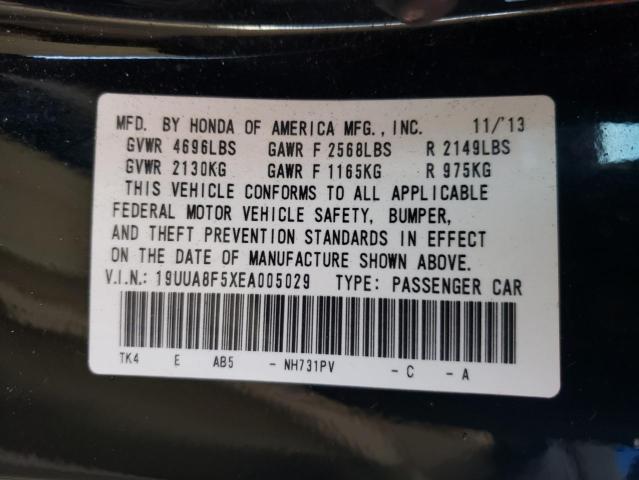 MFD. BY HONDA OF AMERICA MFG., INC. 11/'13
GVWR 4696LBS GAWR F 2568LBS R 2149LBS
GVWR 2130KG GAWR F 1165KG R 975KG
THIS VEHICLE CONFORMS TO ALL APPLICABLE
FEDERAL MOTOR VEHICLE SAFETY, BUMPER,
AND THEFT PREVENTION STANDARDS IN EFFECT
ON THE DATE OF MANUFACTURE SHOWN ABOVE.
V.I.N.: 19UUA8F5XEA005029 TYPE: PASSENGER CAR
TK4 E AB5 - NH731PV - C - A